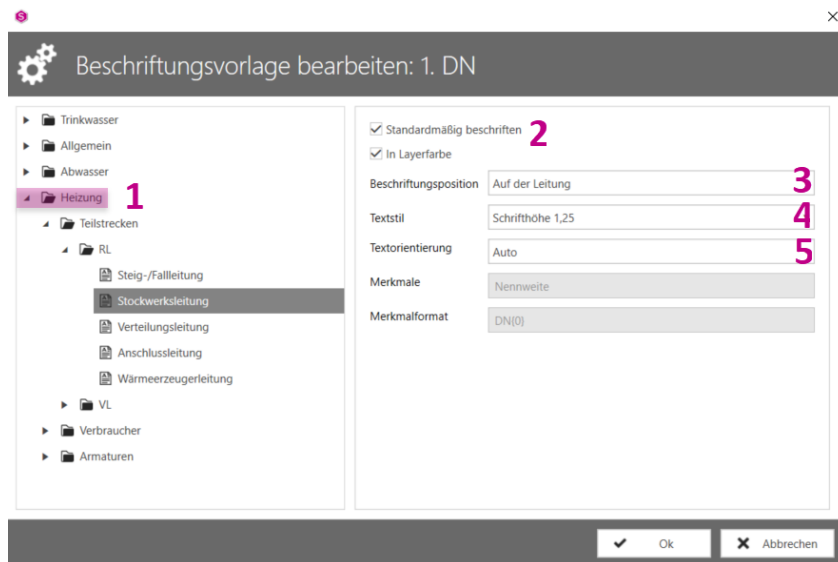 S
Beschriftungsvorlage bearbeiten: 1. DN
Trinkwasser
Allgemein
Abwasser
Heizung 1
Teilstrecken
RL
Steig-/Fallleitung
Stockwerksleitung
Verteilungsleitung
Anschlussleitung
Wärmeerzeugerleitung
VL
Verbraucher
Armaturen
Standardmäßig beschriften 2
In Layerfarbe
Beschriftungsposition Auf der Leitung 3
Textstil Schrifthöhe 1,25 4
Textorientierung Auto 5
Merkmale Nennweite
Merkmalformat DN{0}
Ok Abbrechen